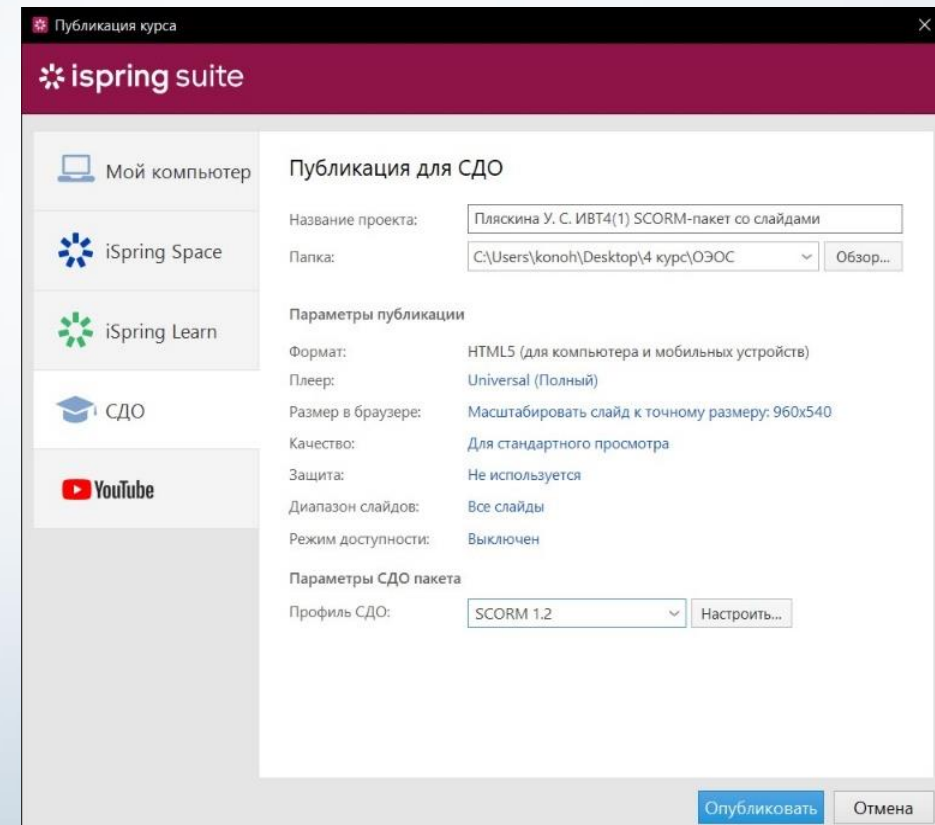 Публикация курса
ispring suite
Мой компьютер
iSpring Space
iSpring Learn
СДО
YouTube
Публикация для СДО
Название проекта: Пляскина У. С. ИВТ4(1) SCORM-пакет со слайдами
Папка: C:\Users\konoh\Desktop\4 курс\ОЭОС Обзор...
Параметры публикации
Формат: HTML5 (для компьютера и мобильных устройств)
Плеер: Universal (Полный)
Размер в браузере: Масштабировать слайд к точному размеру: 960x540
Качество: Для стандартного просмотра
Защита: Не используется
Диапазон слайдов: Все слайды
Режим доступности: Выключен
Параметры СДО пакета
Профиль СДО: SCORM 1.2 Настроить...
Опубликовать Отмена